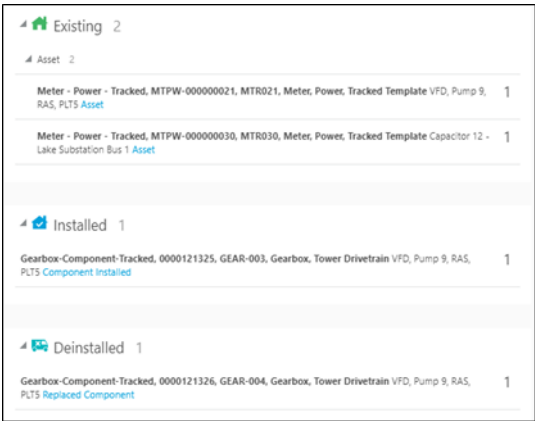 Existing 2
Asset 2
Meter - Power - Tracked, MTPW-000000021, MTR021, Meter, Power, Tracked Template VFD, Pump 9, 1
RAS, PLT5 Asset
Meter - Power - Tracked, MTPW-000000030, MTR030, Meter, Power, Tracked Template Capacitor 12 - 1
Lake Substation Bus 1 Asset
Installed 1
Gearbox-Component-Tracked, 0000121325, GEAR-003, Gearbox, Tower Drivetrain VFD, Pump 9, RAS, 1
PLT5 Component Installed
Deinstalled 1
Gearbox-Component-Tracked, 0000121326, GEAR-004, Gearbox, Tower Drivetrain VFD, Pump 9, RAS, 1
PLT5 Replaced Component